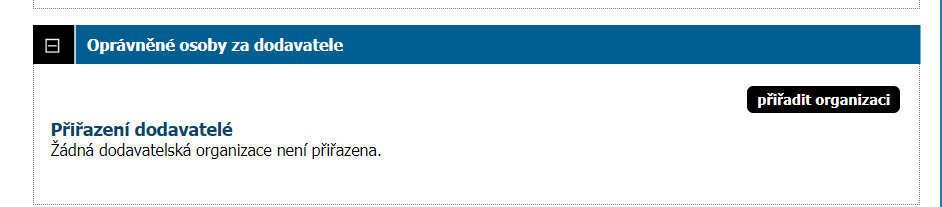 Oprávněné osoby za dodavatele
přiřadit organizaci
Přiřazení dodavatelé
Žádná dodavatelská organizace není přiřazena.